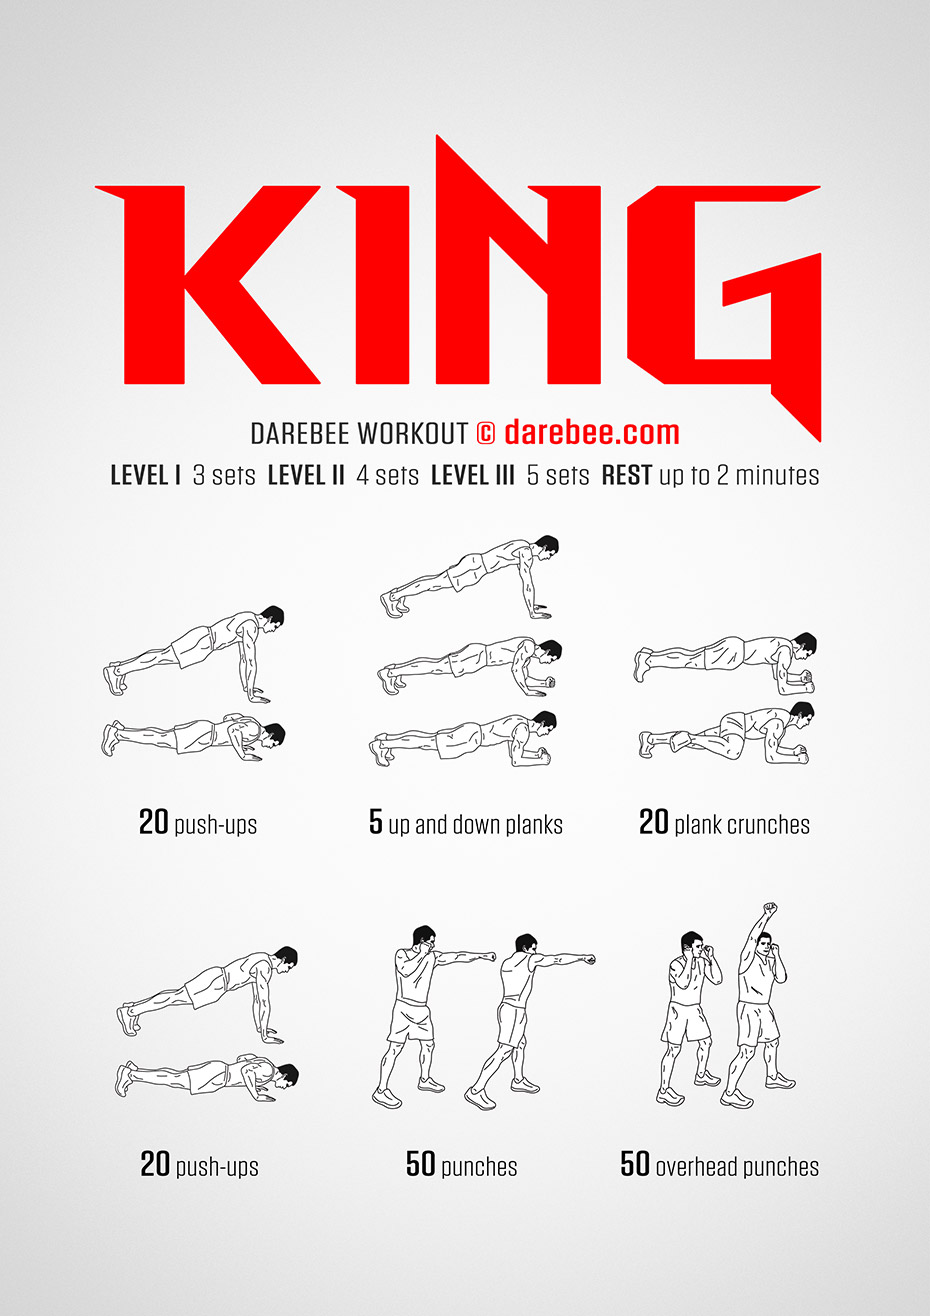 KING
DAREBEE WORKOUT © darebee.com
LEVEL I 3 sets LEVEL II 4 sets LEVEL III 5 sets REST up to 2 minutes
20 push-ups
5 up and down planks
20 plank crunches
20 push-ups
50 punches
50 overhead punches